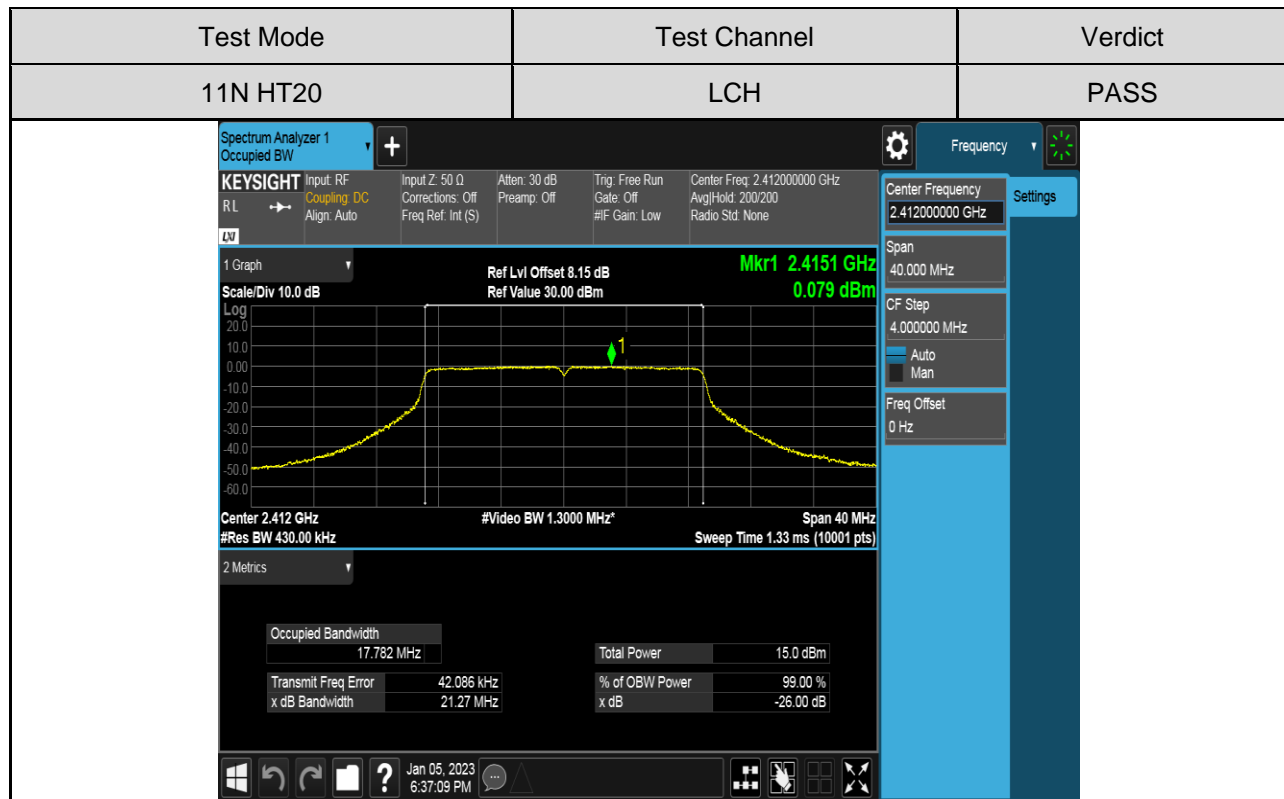 Test Mode Test Channel Verdict
11N HT20 LCH PASS
Spectrum Analyzer 1
Occupied BW
+
Frequency
KEYSIGHT
RL
LXI
Input: RF
Coupling: DC
Align: Auto
Input Z: 50 Ω
Corrections: Off
Freq Ref: Int (S)
Atten: 30 dB
Preamp: Off
Trig: Free Run
Gate: Off
#IF Gain: Low
Center Freq: 2.412000000 GHz
Avg|Hold: 200/200
Radio Std: None
Center Frequency
2.412000000 GHz
Settings
Span
40.000 MHz
CF Step
4.000000 MHz
Auto
Man
Freq Offset
0 Hz
1 Graph
Scale/Div 10.0 dB
Ref Lvl Offset 8.15 dB
Ref Value 30.00 dBm
Mkr1 2.4151 GHz
0.079 dBm
Log
20.0
10.0
0.00
-10.0
-20.0
-30.0
-40.0
-50.0
-60.0
1
Center 2.412 GHz
#Res BW 430.00 kHz
#Video BW 1.3000 MHz*
Span 40 MHz
Sweep Time 1.33 ms (10001 pts)
2 Metrics
Occupied Bandwidth
17.782 MHz
Total Power 15.0 dBm
Transmit Freq Error 42.086 kHz
% of OBW Power 99.00 %
x dB Bandwidth 21.27 MHz
x dB -26.00 dB
?
Jan 05, 2023
6:37:09 PM